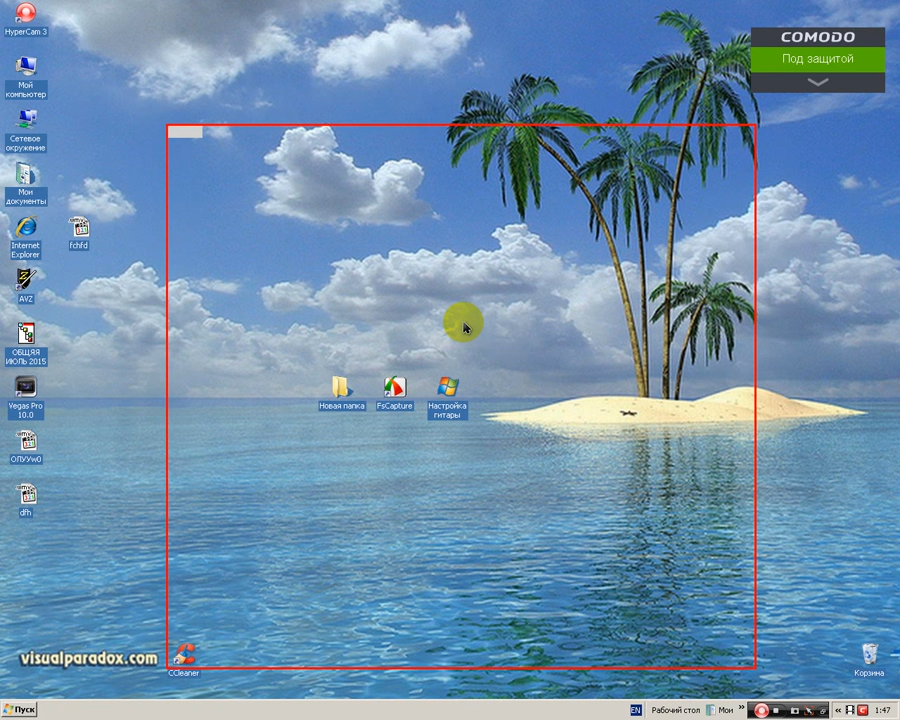 HyperCam 3
COMODO
Под защитой
Мой
компьютер
Сетевое
окружение
Мои
документы
Internet
Explorer
fchfd
AVZ
ОБЩЯЯ
ИЮЛЬ 2015
Vegas Pro
10.0
Новая папка
FsCapture
Настройка
гитары
dfh
visualparadox.com
CCleaner
Корзина
Пуск
EN
Рабочий стол
Мои
»
«
1:47